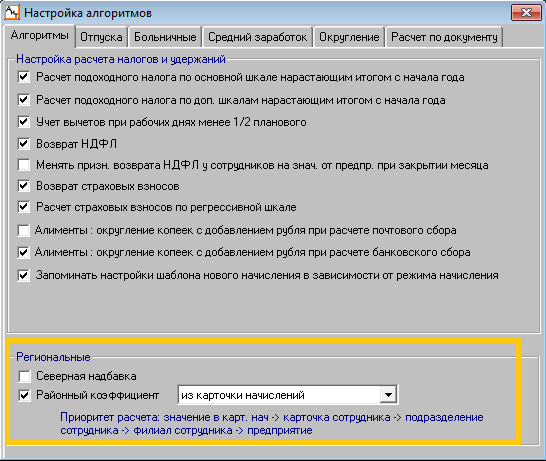 Настройка алгоритмов
Алгоритмы Отпуска Больничные Средний заработок Округление Расчет по документу
Настройка расчета налогов и удержаний
Расчет подоходного налога по основной шкале нарастающим итогом с начала года
Расчет подоходного налога по доп. шкалам нарастающим итогом с начала года
Учет вычетов при рабочих днях менее 1/2 планового
Возврат НДФЛ
Менять призн. возврата НДФЛ у сотрудников на знач. от предпр. при закрытии месяца
Возврат страховых взносов
Расчет страховых взносов по регрессивной шкале
Алименты : округление копеек с добавлением рубля при расчете почтового сбора
Алименты : округление копеек с добавлением рубля при расчете банковского сбора
Запоминать настройки шаблона нового начисления в зависимости от режима начисления
Региональные
Северная надбавка
Районный коэффициент из карточки начислений
Приоритет расчета: значение в карт. нач -> карточка сотрудника -> подразделение
сотрудника -> филиал сотрудника -> предприятие